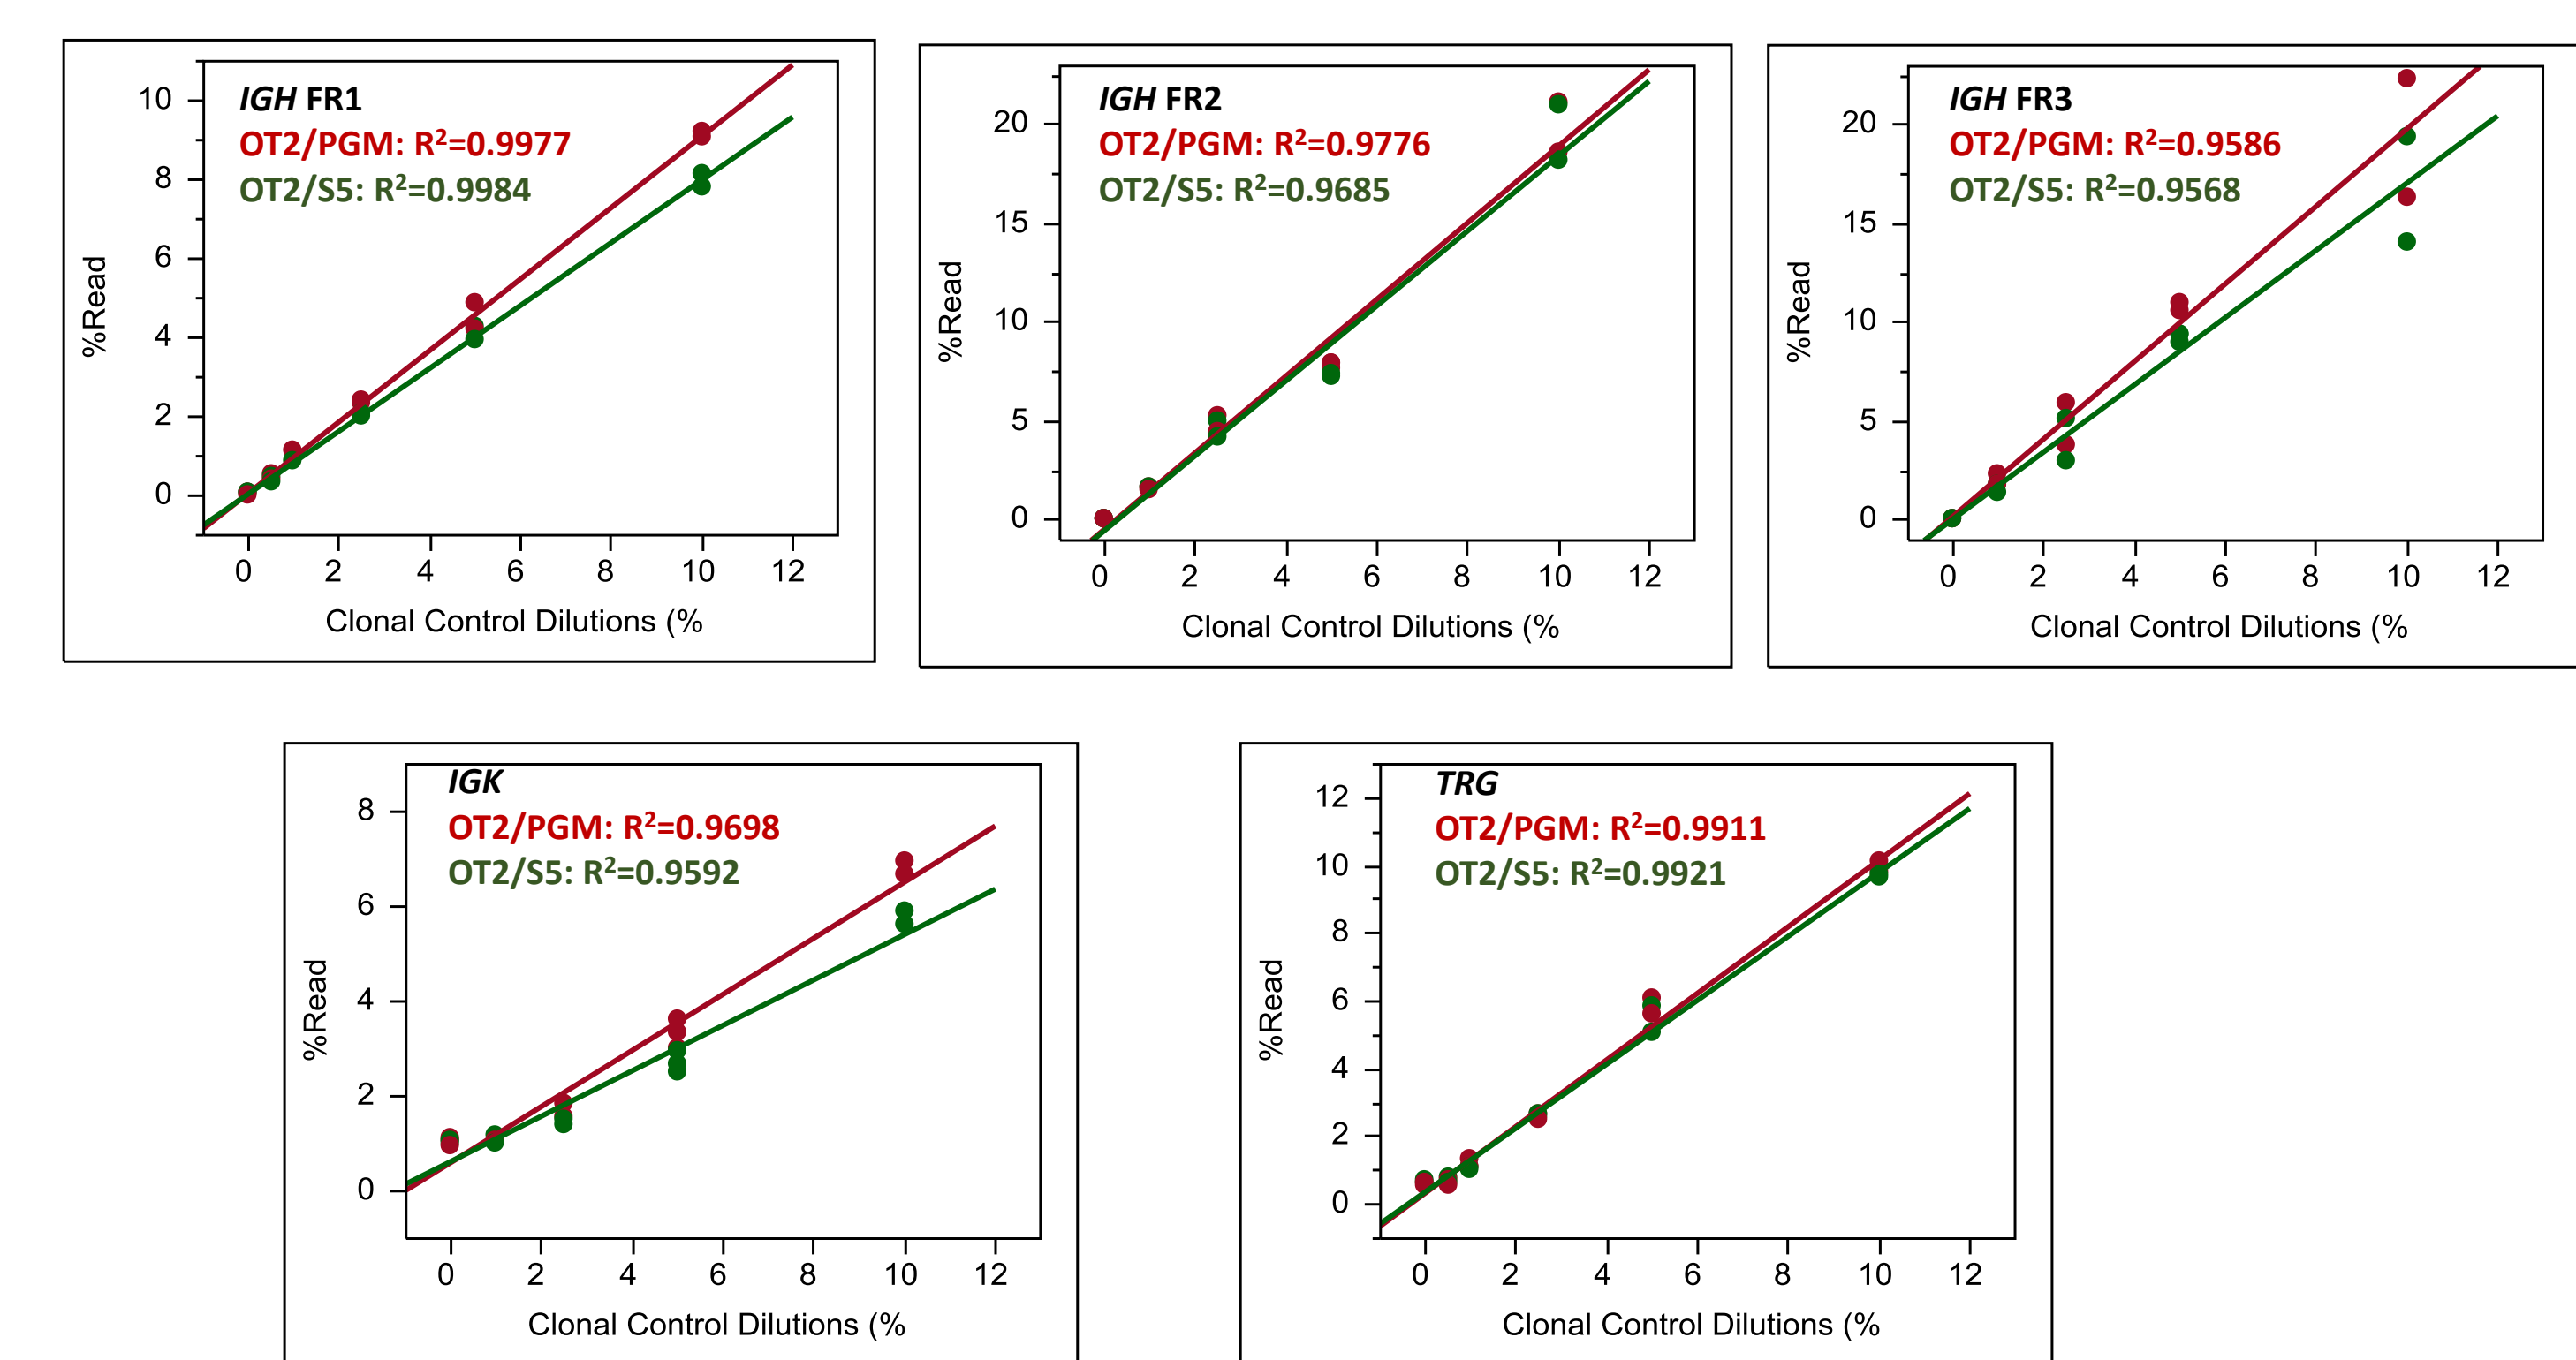 IGH FR1
OT2/PGM: R²=0.9977
OT2/S5: R²=0.9984
10
8
6
4
2
0
%Read
0 2 4 6 8 10 12
Clonal Control Dilutions (%
IGH FR2
OT2/PGM: R²=0.9776
OT2/S5: R²=0.9685
20
15
10
5
0
%Read
0 2 4 6 8 10 12
Clonal Control Dilutions (%
IGH FR3
OT2/PGM: R²=0.9586
OT2/S5: R²=0.9568
20
15
10
5
0
%Read
0 2 4 6 8 10 12
Clonal Control Dilutions (%
IGK
OT2/PGM: R²=0.9698
OT2/S5: R²=0.9592
8
6
4
2
0
%Read
0 2 4 6 8 10 12
Clonal Control Dilutions (%
TRG
OT2/PGM: R²=0.9911
OT2/S5: R²=0.9921
12
10
8
6
4
2
0
%Read
0 2 4 6 8 10 12
Clonal Control Dilutions (%